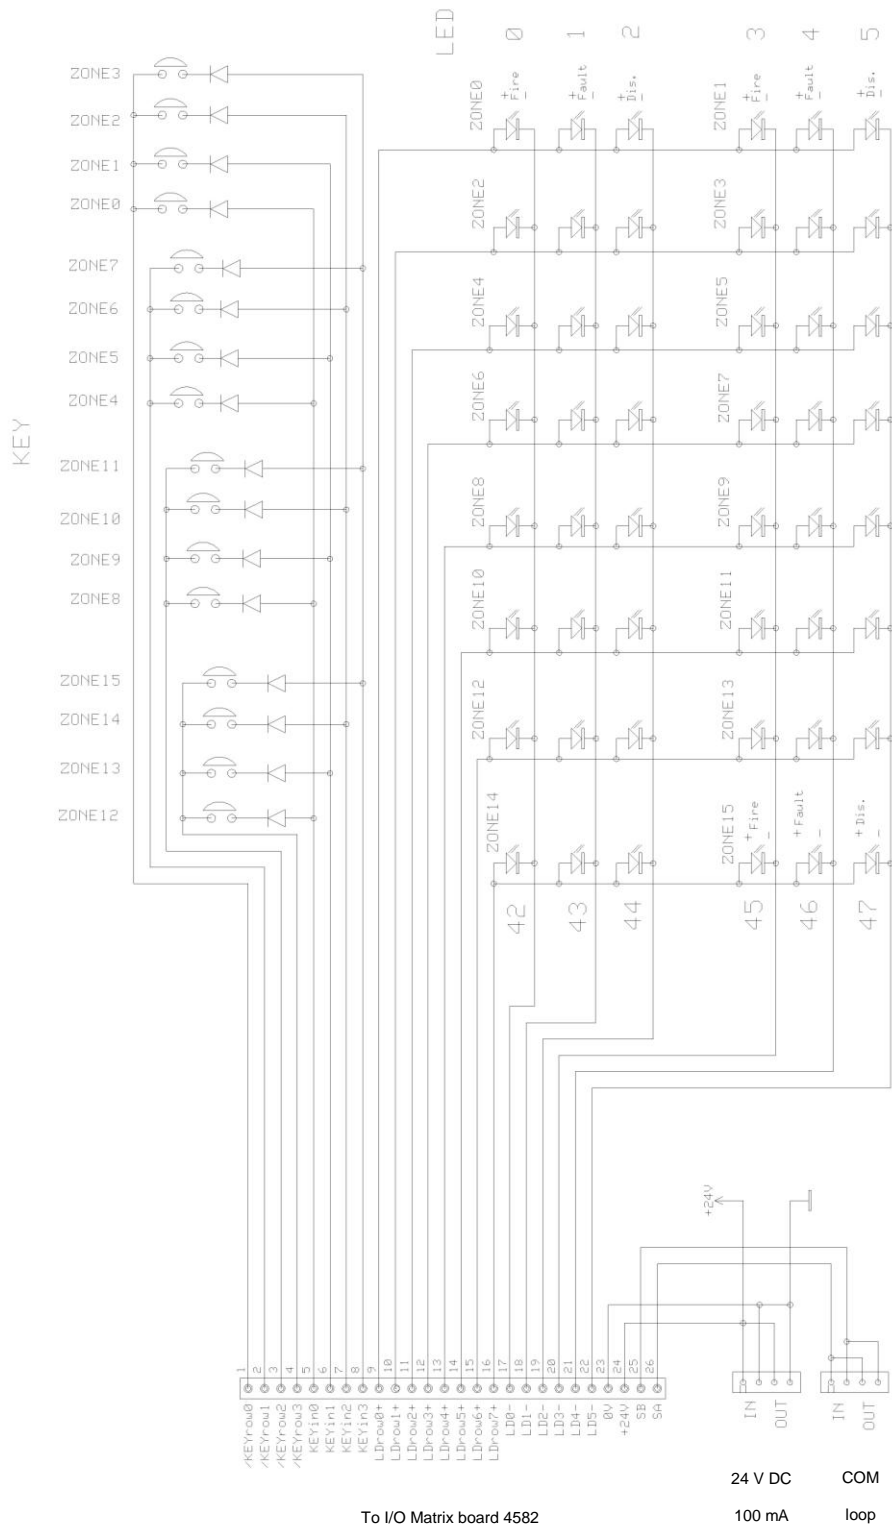 LED
0
1
2
3
4
5
ZONE0
+ Fire -
+ Fault -
+ Dis. -
ZONE1
+ Fire -
+ Fault -
+ Dis. -
ZONE2
ZONE3
ZONE4
ZONE5
ZONE6
ZONE7
ZONE8
ZONE9
ZONE10
ZONE11
ZONE12
ZONE13
ZONE14
ZONE15
+ Fire -
+ Fault -
+ Dis. -
42
43
44
45
46
47
KEY
ZONE3
ZONE2
ZONE1
ZONE0
ZONE7
ZONE6
ZONE5
ZONE4
ZONE11
ZONE10
ZONE9
ZONE8
ZONE15
ZONE14
ZONE13
ZONE12
+24V
1
2
3
4
5
6
7
8
9
10
11
12
13
14
15
16
17
18
19
20
21
22
23
24
25
26
/KEYrow0
/KEYrow1
/KEYrow2
/KEYrow3
KEYin0
KEYin1
KEYin2
KEYin3
LDrow0+
LDrow1+
LDrow2+
LDrow3+
LDrow4+
LDrow5+
LDrow6+
LDrow7+
LD0-
LD1-
LD2-
LD3-
LD4-
LD5-
0V
+24V
SB
SA
IN
OUT
IN
OUT
24 V DC
COM
100 mA
loop
To I/O Matrix board 4582